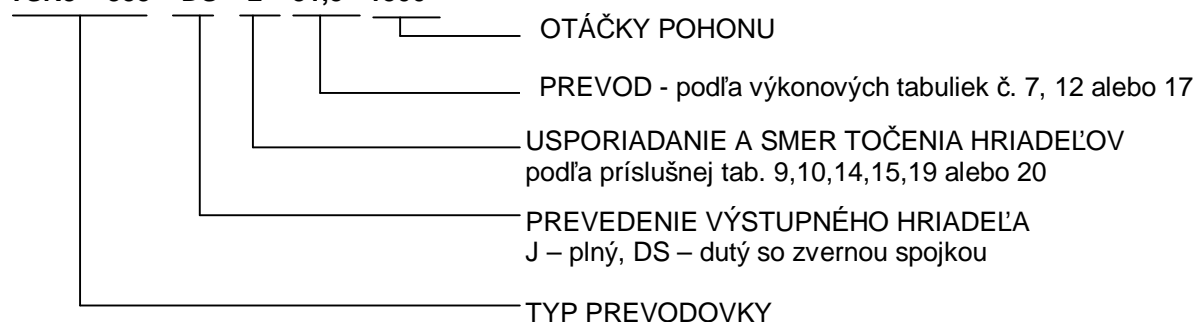 OTÁČKY POHONU
PREVOD - podľa výkonových tabuliek č. 7, 12 alebo 17
USPORIADANIE A SMER TOČENIA HRIADEĽOV
podľa príslušnej tab. 9,10,14,15,19 alebo 20
PREVEDENIE VÝSTUPNÉHO HRIADEĽA
J – plný, DS – dutý so zvernou spojkou
TYP PREVODOVKY